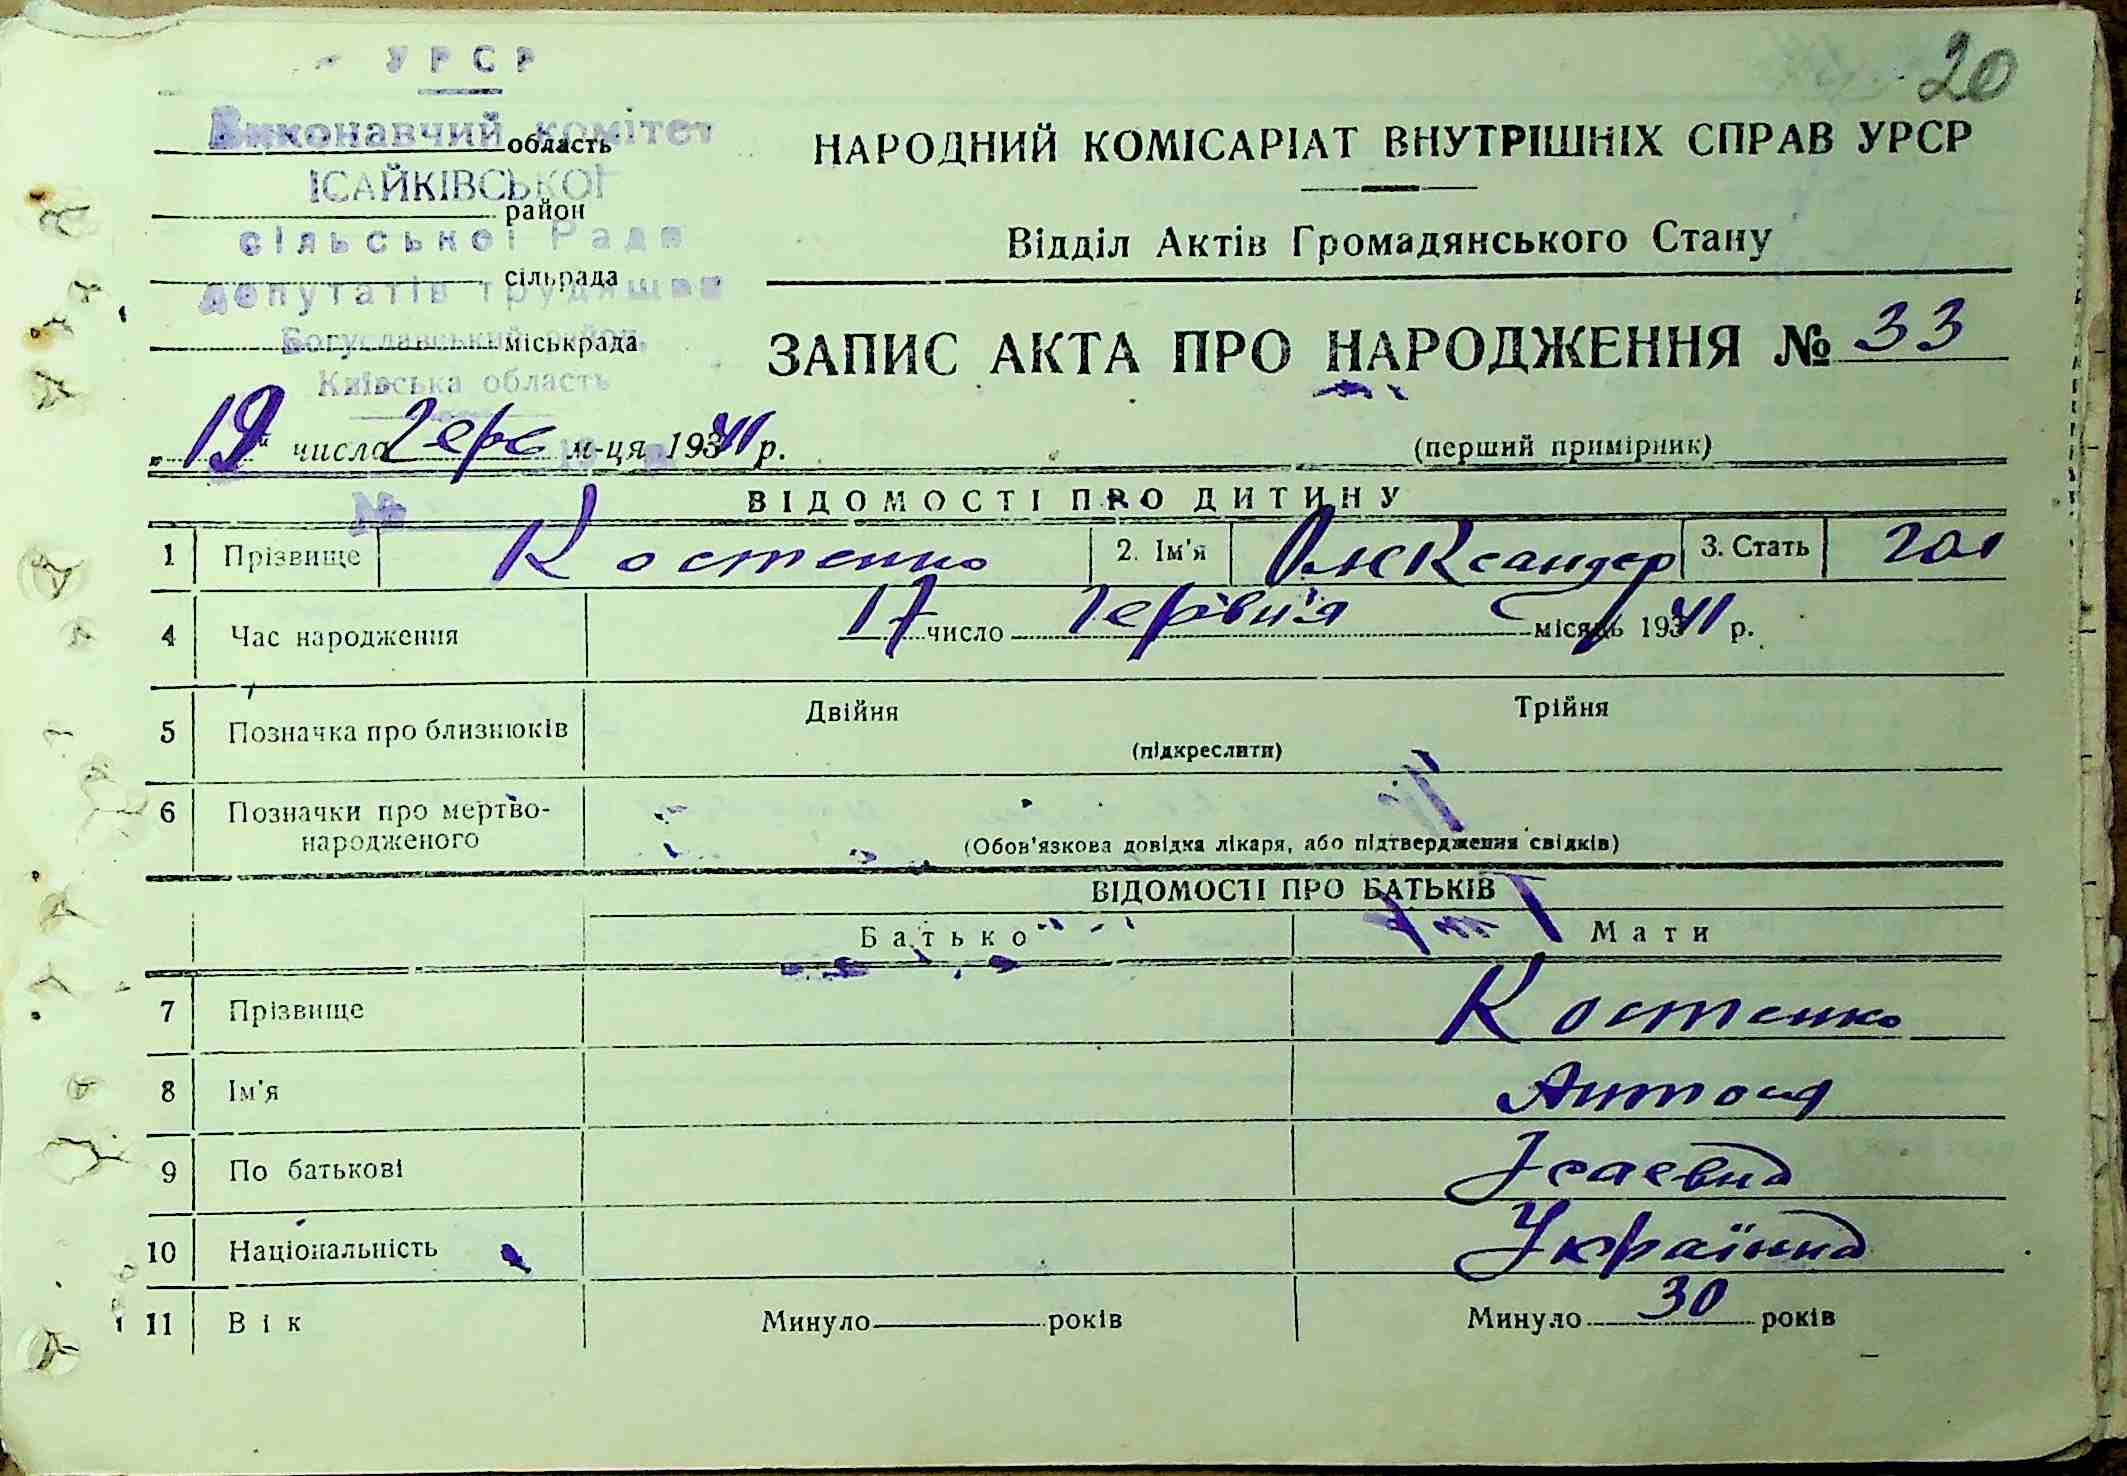 20
УРСР
Виконавчий комітет
область
ІСАЙКІВСЬКОЇ
район
сільської Ради
сільрада
депутатів трудящих
Богуславський район,
міськрада
Київська область
НАРОДНИЙ КОМІСАРІАТ ВНУТРІШНІХ СПРАВ УРСР
Відділ Актів Громадянського Стану
ЗАПИС АКТА ПРО НАРОДЖЕННЯ № 33
„19“ числа Черв м-ця 1941 р.
(перший примірник)
№
ВІДОМОСТІ ПРО ДИТИНУ
1 Прізвище Костенко 2. Ім'я Олександер 3. Стать чол
4 Час народження 17 число Червня місяць 1941 р.
5 Позначка про близнюків Двійня Трійня
(підкреслити)
6 Позначки про мертво-
народженого
(Обов'язкова довідка лікаря, або підтвердження свідків)
ВІДОМОСТІ ПРО БАТЬКІВ
Батько Мати
7 Прізвище Костенко
8 Ім'я
9 По батькові Ісаєвна
10 Національність Українка
11 Вік Минуло років Минуло 30 років